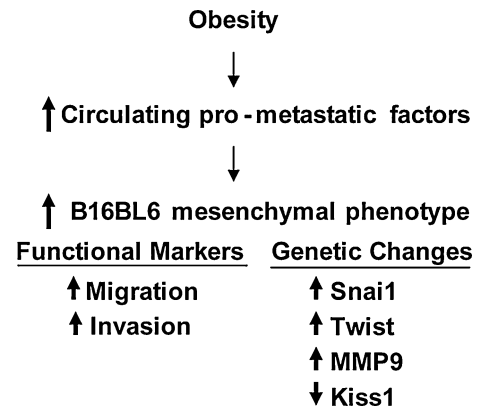 Obesity
Circulating pro-metastatic factors
B16BL6 mesenchymal phenotype
Functional Markers
Genetic Changes
Migration
Snai1
Invasion
Twist
MMP9
Kiss1